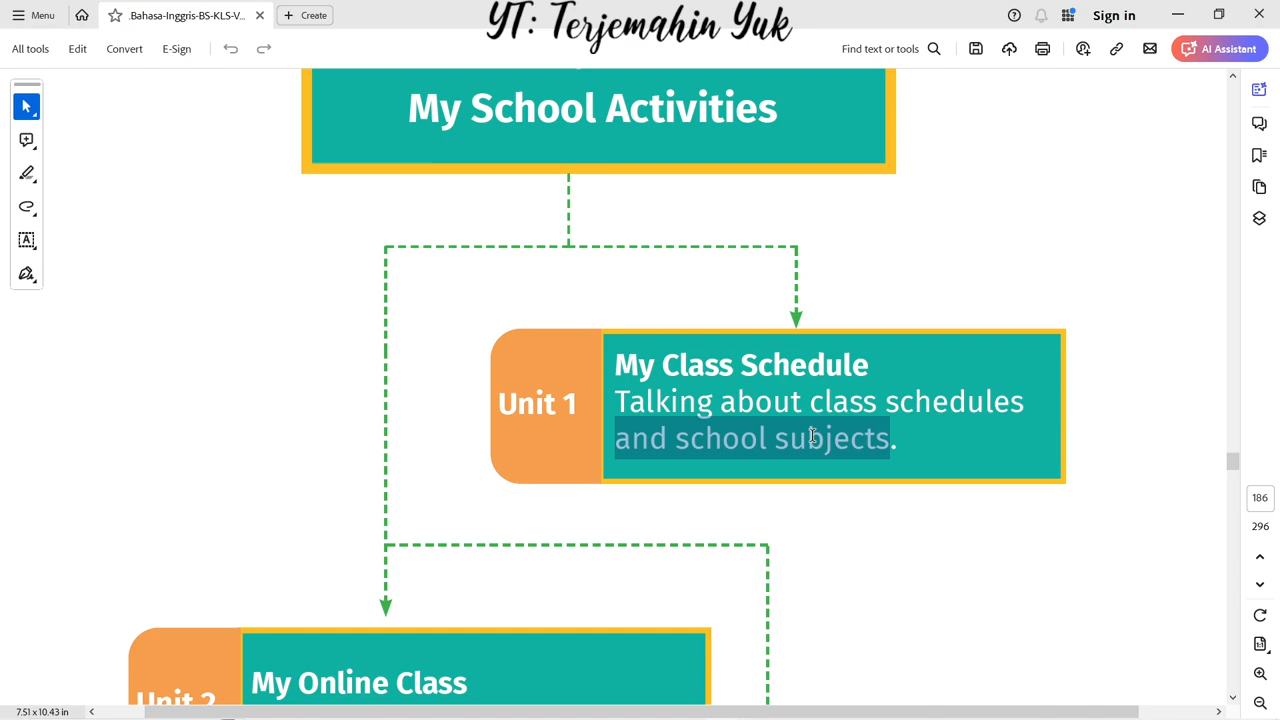 Menu
.Bahasa-Inggris-BS-KLS-V...
Create
YT: Terjemahin Yuk
Sign in
All tools
Edit
Convert
E-Sign
Find text or tools
AI Assistant
My School Activities
My Class Schedule
Unit 1
Talking about class schedules
and school subjects.
My Online Class
Unit 2
186
296
7.51 x 10.43 in